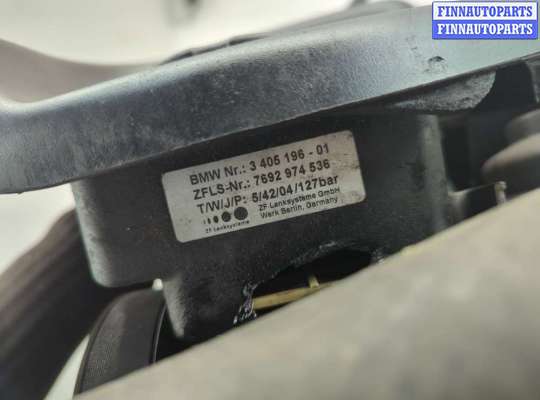 FINNAUTOPARTS
FINNAUTOPARTS
BMW Nr.: 3 405 196 - 01
ZFLS-Nr.: 7692 974 536
T/W/J/P: 5/42/04/127bar
ZF Lenksysteme GmbH
Werk Berlin, Germany
ZF Lenksysteme